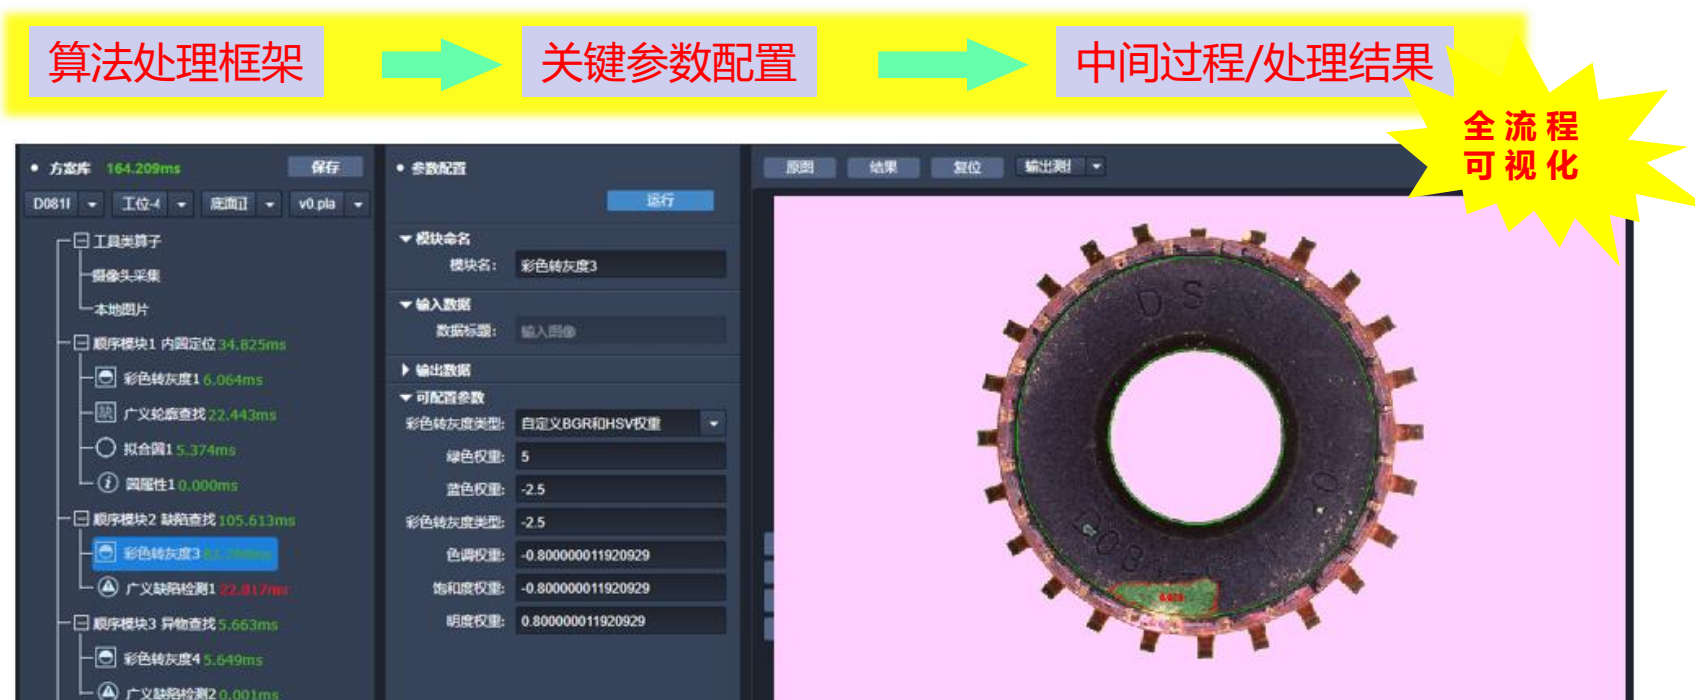 算法处理框架
关键参数配置
中间过程/处理结果
全流程
可视化
方案库 164.209ms 保存
工位-4 底面正 v0.pla
工具类算子
摄像头采集
本地图片
顺序模块1 内圆定位 34.825ms
彩色转灰度1 6.064ms
广义轮廓查找 22.443ms
拟合圆1 5.374ms
圆属性1 0.000ms
顺序模块2 缺陷查找 105.613ms
彩色转灰度3
广义缺陷检测1 22.817ms
顺序模块3 异物查找 5.663ms
彩色转灰度4 5.649ms
广义缺陷检测2 0.001ms
参数配置
运行
模块命名
模块名: 彩色转灰度3
输入数据
数据标题: 输入图像
输出数据
可配置参数
彩色转灰度类型: 自定义BGR和HSV权重
绿色权重: 5
蓝色权重: -2.5
彩色转灰度类型: -2.5
色调权重: -0.800000011920929
饱和度权重: -0.800000011920929
明度权重: 0.800000011920929
原图 结果 复位
DS
20